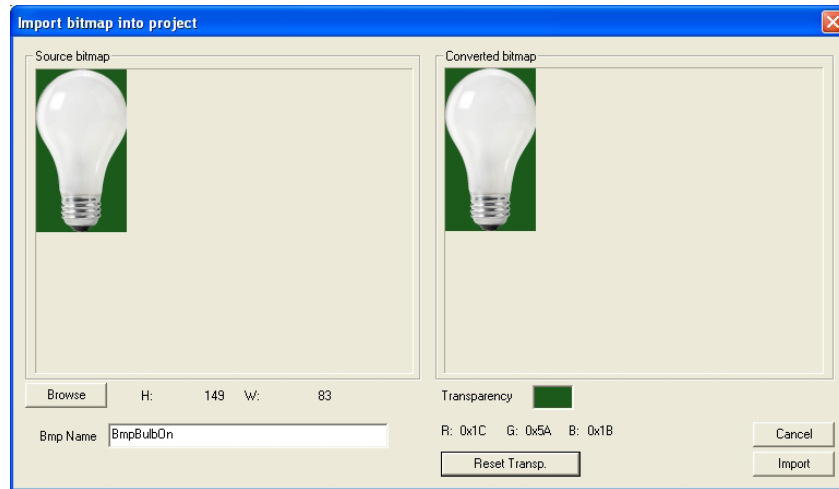 Import bitmap into project
Source bitmap
Converted bitmap
Browse H: 149 W: 83
Transparency
Bmp Name BmpBulbOn
R: 0x1C G: 0x5A B: 0x1B
Cancel
Reset Transp.
Import